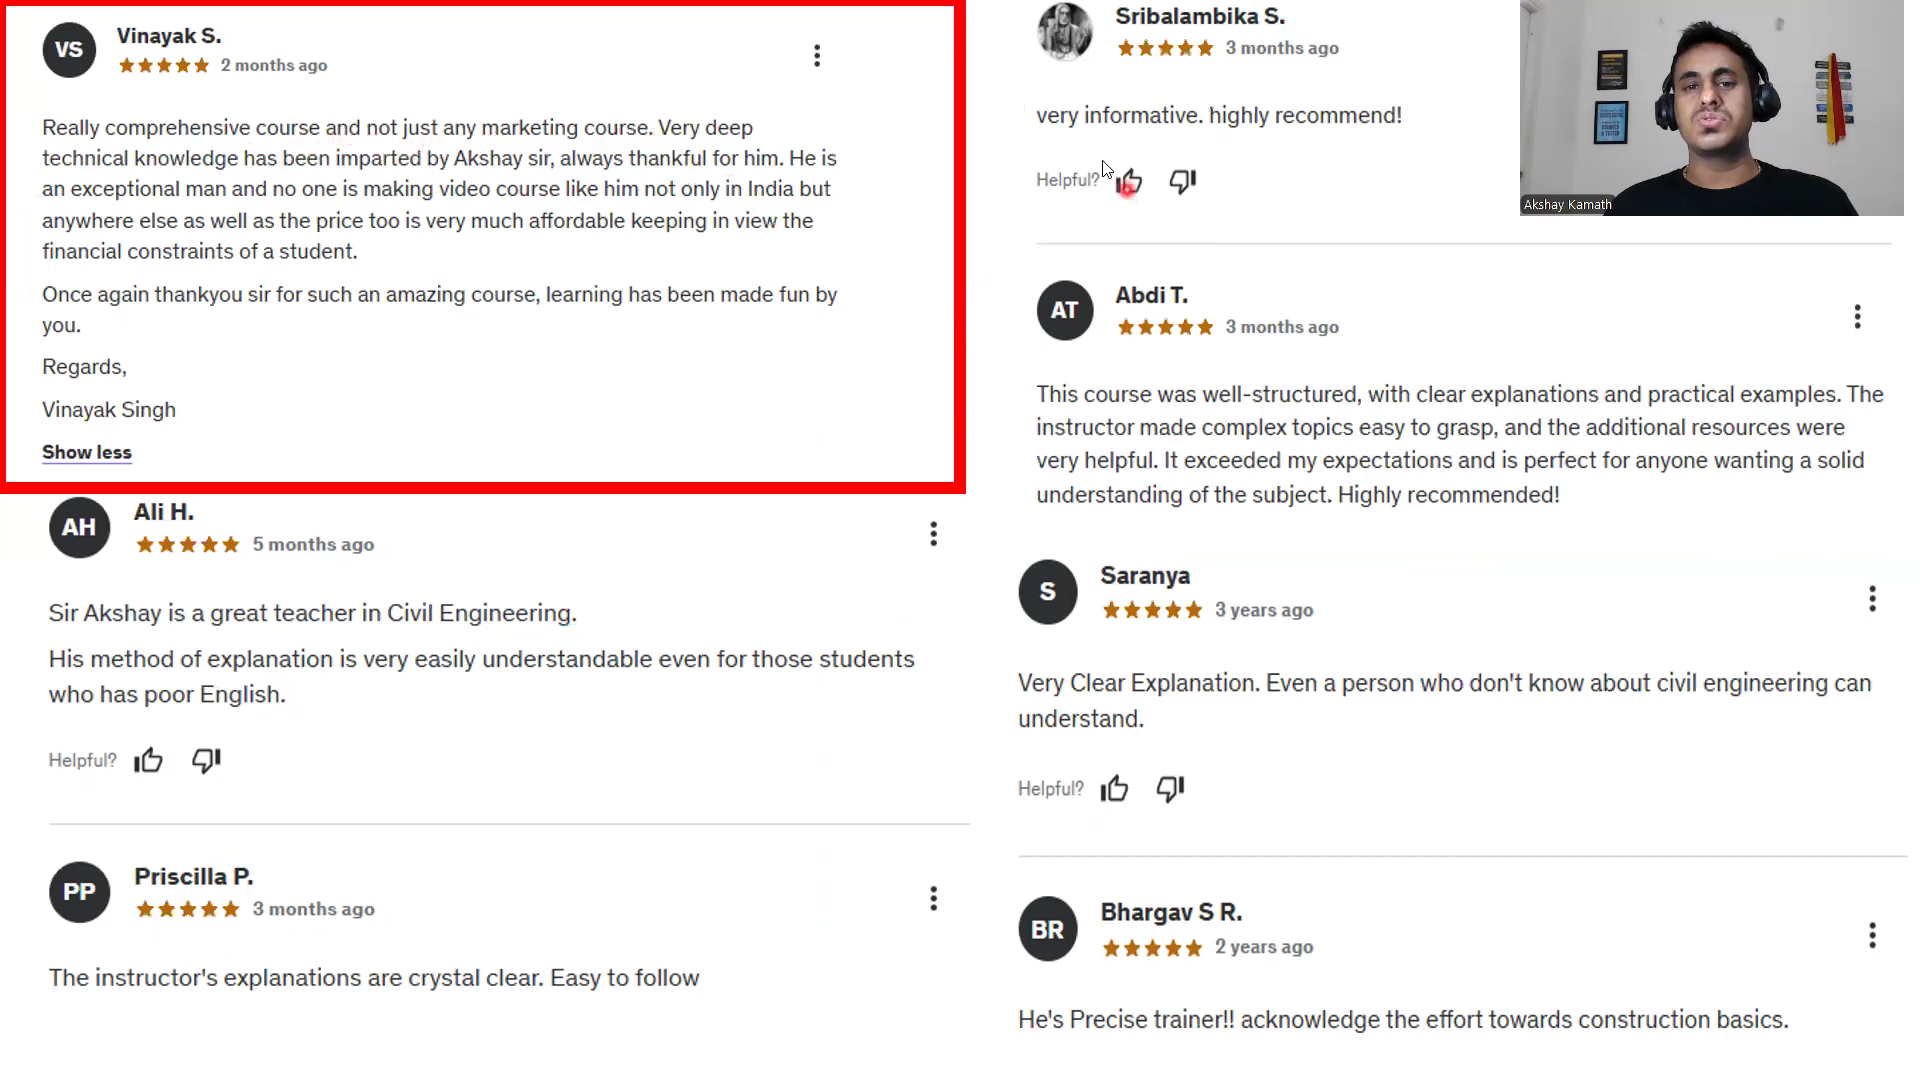 VS
Vinayak S.
2 months ago
Really comprehensive course and not just any marketing course. Very deep
technical knowledge has been imparted by Akshay sir, always thankful for him. He is
an exceptional man and no one is making video course like him not only in India but
anywhere else as well as the price too is very much affordable keeping in view the
financial constraints of a student.
Once again thankyou sir for such an amazing course, learning has been made fun by
you.
Regards,
Vinayak Singh
Show less
AH
Ali H.
5 months ago
Sir Akshay is a great teacher in Civil Engineering.
His method of explanation is very easily understandable even for those students
who has poor English.
Helpful?
PP
Priscilla P.
3 months ago
The instructor's explanations are crystal clear. Easy to follow
Sribalambika S.
3 months ago
very informative. highly recommend!
Helpful?
Akshay Kamath
AT
Abdi T.
3 months ago
This course was well-structured, with clear explanations and practical examples. The
instructor made complex topics easy to grasp, and the additional resources were
very helpful. It exceeded my expectations and is perfect for anyone wanting a solid
understanding of the subject. Highly recommended!
S
Saranya
3 years ago
Very Clear Explanation. Even a person who don't know about civil engineering can
understand.
Helpful?
BR
Bhargav S R.
2 years ago
He's Precise trainer!! acknowledge the effort towards construction basics.